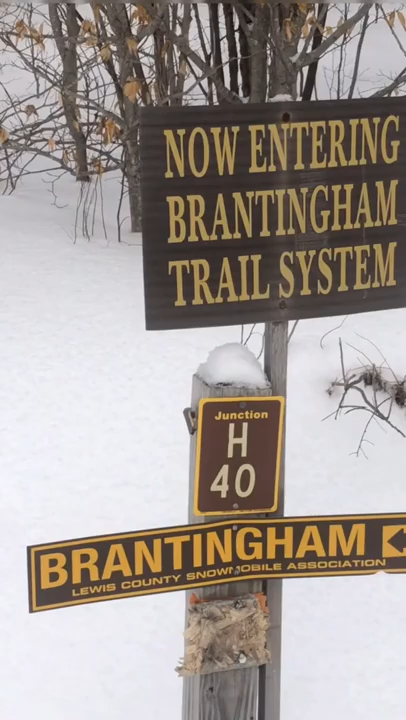 NOW ENTERING
BRANTINGHAM
TRAIL SYSTEM
Junction
H
40
BRANTINGHAM
LEWIS COUNTY SNOWMOBILE ASSOCIATION